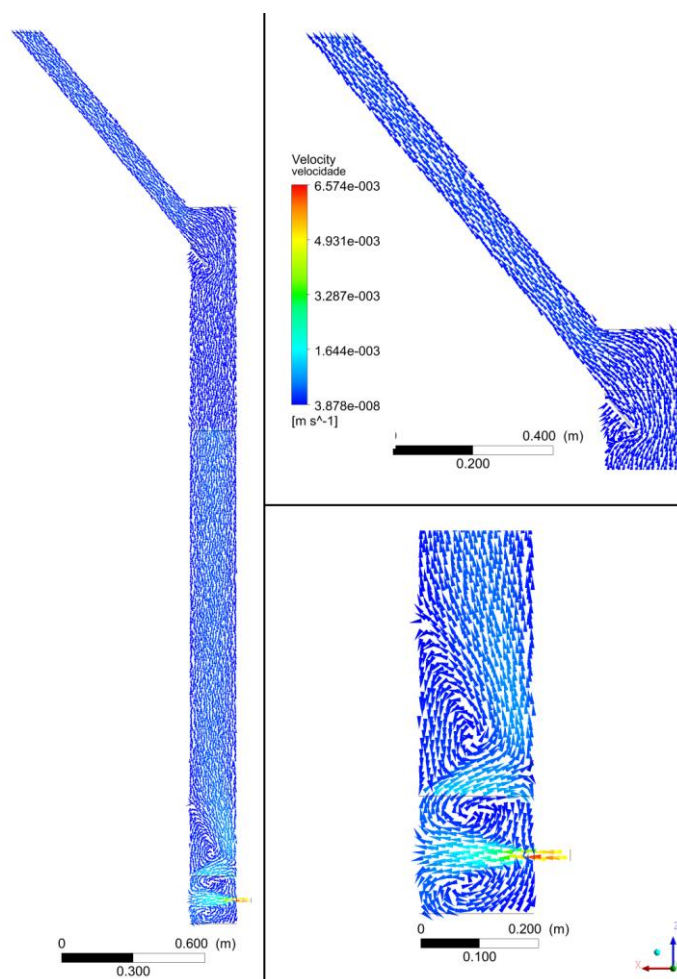 Velocity
velocidade
6.574e-003
4.931e-003
3.287e-003
1.644e-003
3.878e-008
[m s^-1]
0.400 (m)
0.200
0 0.600 (m)
0.300
0 0.200 (m)
0.100
X
Z